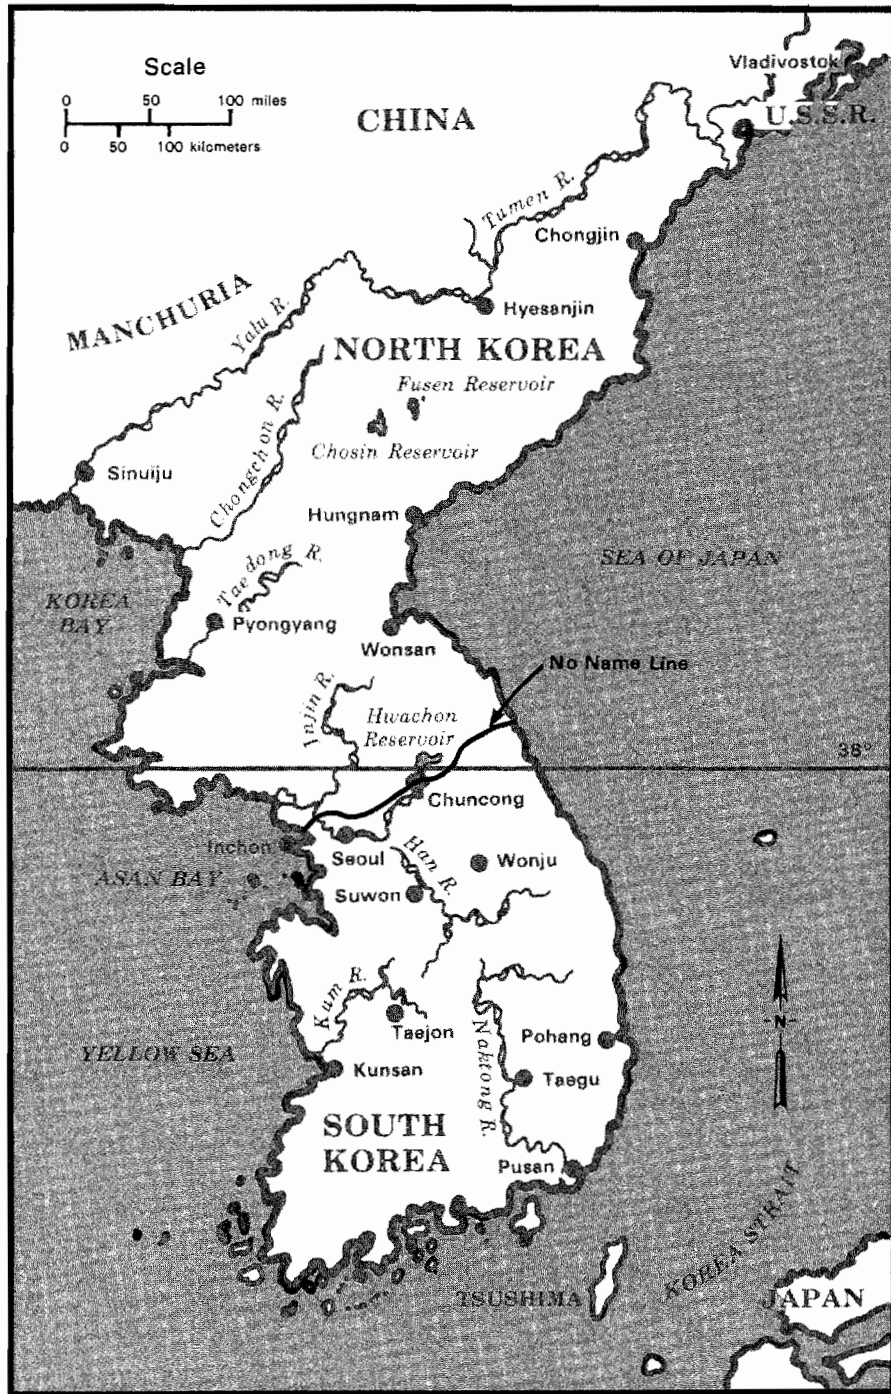 Scale
0 50 100 miles
0 50 100 kilometers
CHINA
Vladivostok
U.S.S.R.
Tumen R.
Chongjin
MANCHURIA
Yalu R.
Hyesanjin
NORTH KOREA
Fusen Reservoir
Chosin Reservoir
Chongchon R.
Sinuiju
Hungnam
SEA OF JAPAN
Taedong R.
KOREA
BAY
Pyongyang
Wonsan
No Name Line
Injin R.
Hwachon
Reservoir
38°
Chuncong
Inchon
Seoul
Han R.
Wonju
ASAN BAY
Suwon
Kum R.
N
Taejon
Naktong R.
Pohang
YELLOW SEA
Kunsan
Taegu
SOUTH
KOREA
Pusan
KOREA STRAIT
TSUSHIMA
JAPAN